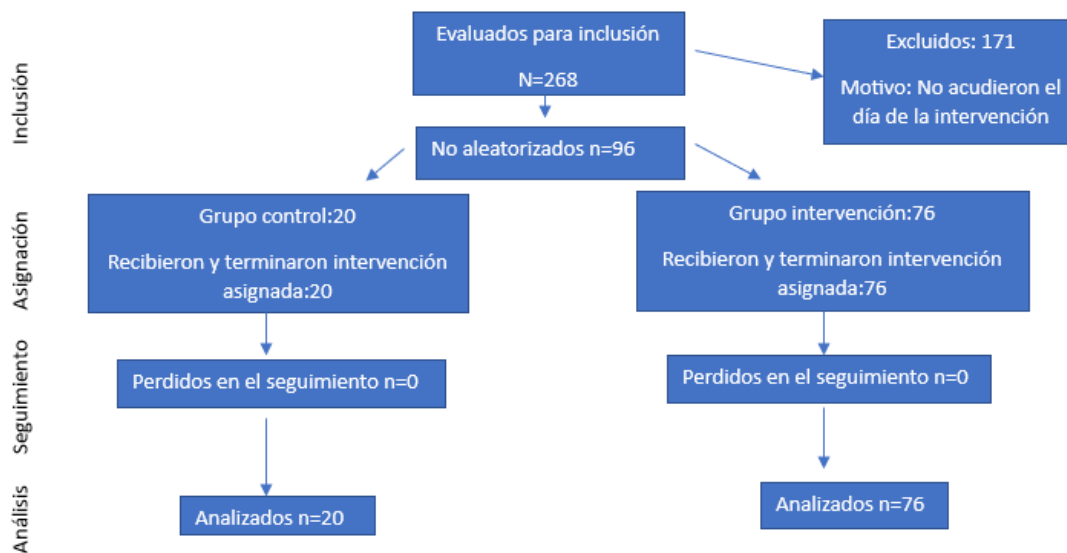 Inclusión
Evaluados para inclusión
N=268
Excluidos: 171
Motivo: No acudieron el
día de la intervención
No aleatorizados n=96
Asignación
Grupo control:20
Recibieron y terminaron intervención
asignada:20
Grupo intervención:76
Recibieron y terminaron intervención
asignada:76
Seguimiento
Perdidos en el seguimiento n=0
Perdidos en el seguimiento n=0
Análisis
Analizados n=20
Analizados n=76